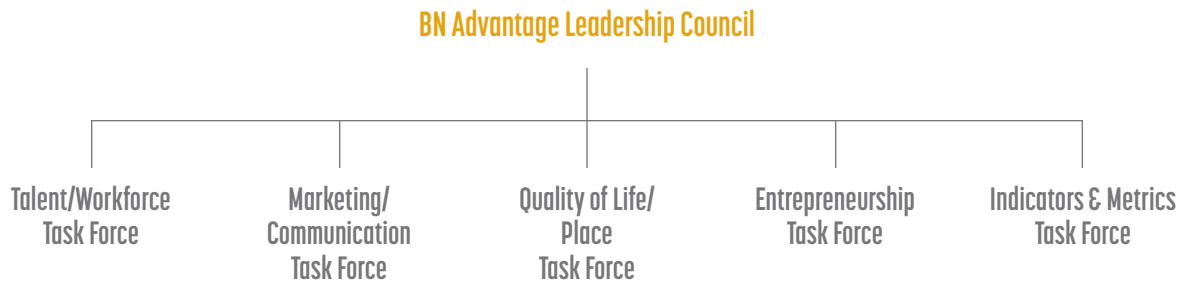 BN Advantage Leadership Council
Talent/Workforce
Task Force
Marketing/
Communication
Task Force
Quality of Life/
Place
Task Force
Entrepreneurship
Task Force
Indicators & Metrics
Task Force